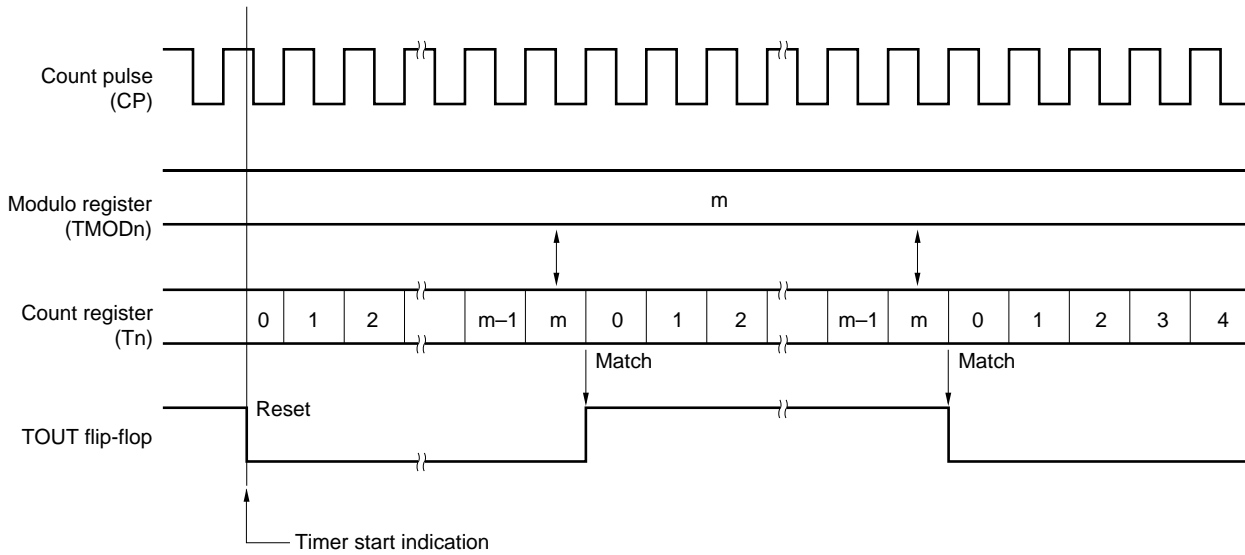 Count pulse
(CP)
Modulo register
(TMODn)
m
Count register
(Tn)
0 1 2 m–1 m 0 1 2 m–1 m 0 1 2 3 4
Match Match
Reset
TOUT flip-flop
Timer start indication